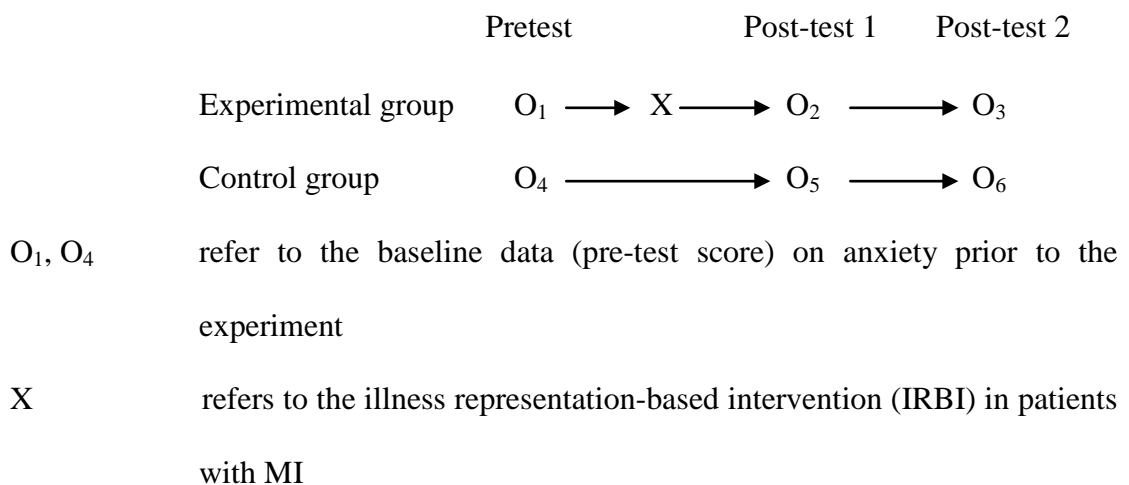 Pretest Post-test 1 Post-test 2
Experimental group O₁ X O₂ O₃
Control group O₄ O₅ O₆
O₁, O₄ refer to the baseline data (pre-test score) on anxiety prior to the
experiment
X refers to the illness representation-based intervention (IRBI) in patients
with MI